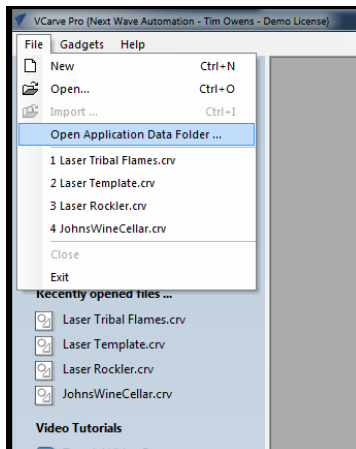 VCarve Pro {Next Wave Automation - Tim Owens - Demo License}
File Gadgets Help
New Ctrl+N
Open... Ctrl+O
Import ... Ctrl+I
Open Application Data Folder ...
1 Laser Tribal Flames.crv
2 Laser Template.crv
3 Laser Rockler.crv
4 JohnsWineCellar.crv
Close
Exit
Recently opened files ...
Laser Tribal Flames.crv
Laser Template.crv
Laser Rockler.crv
JohnsWineCellar.crv
Video Tutorials